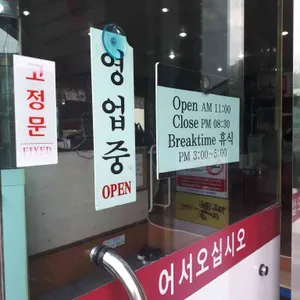 고정문
FIXED
영업중
OPEN
Open AM 11:00
Close PM 08:30
Breaktime 휴식
PM 3:00~5:00
어서오십시오